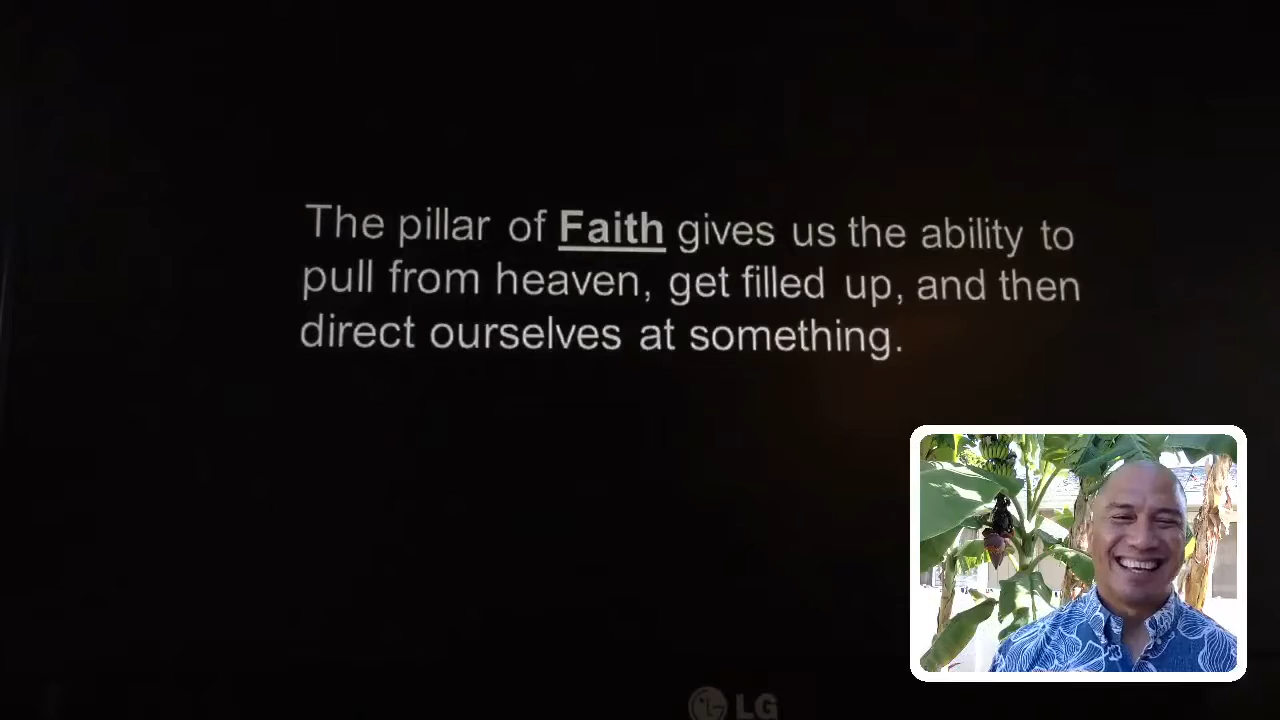 The pillar of Faith gives us the ability to
pull from heaven, get filled up, and then
direct ourselves at something.
LG